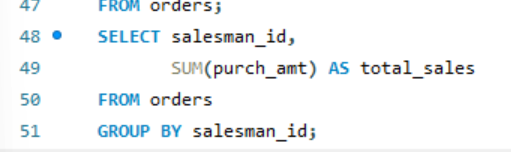 47 FROM orders;
48 SELECT salesman_id,
49 SUM(purch_amt) AS total_sales
50 FROM orders
51 GROUP BY salesman_id;